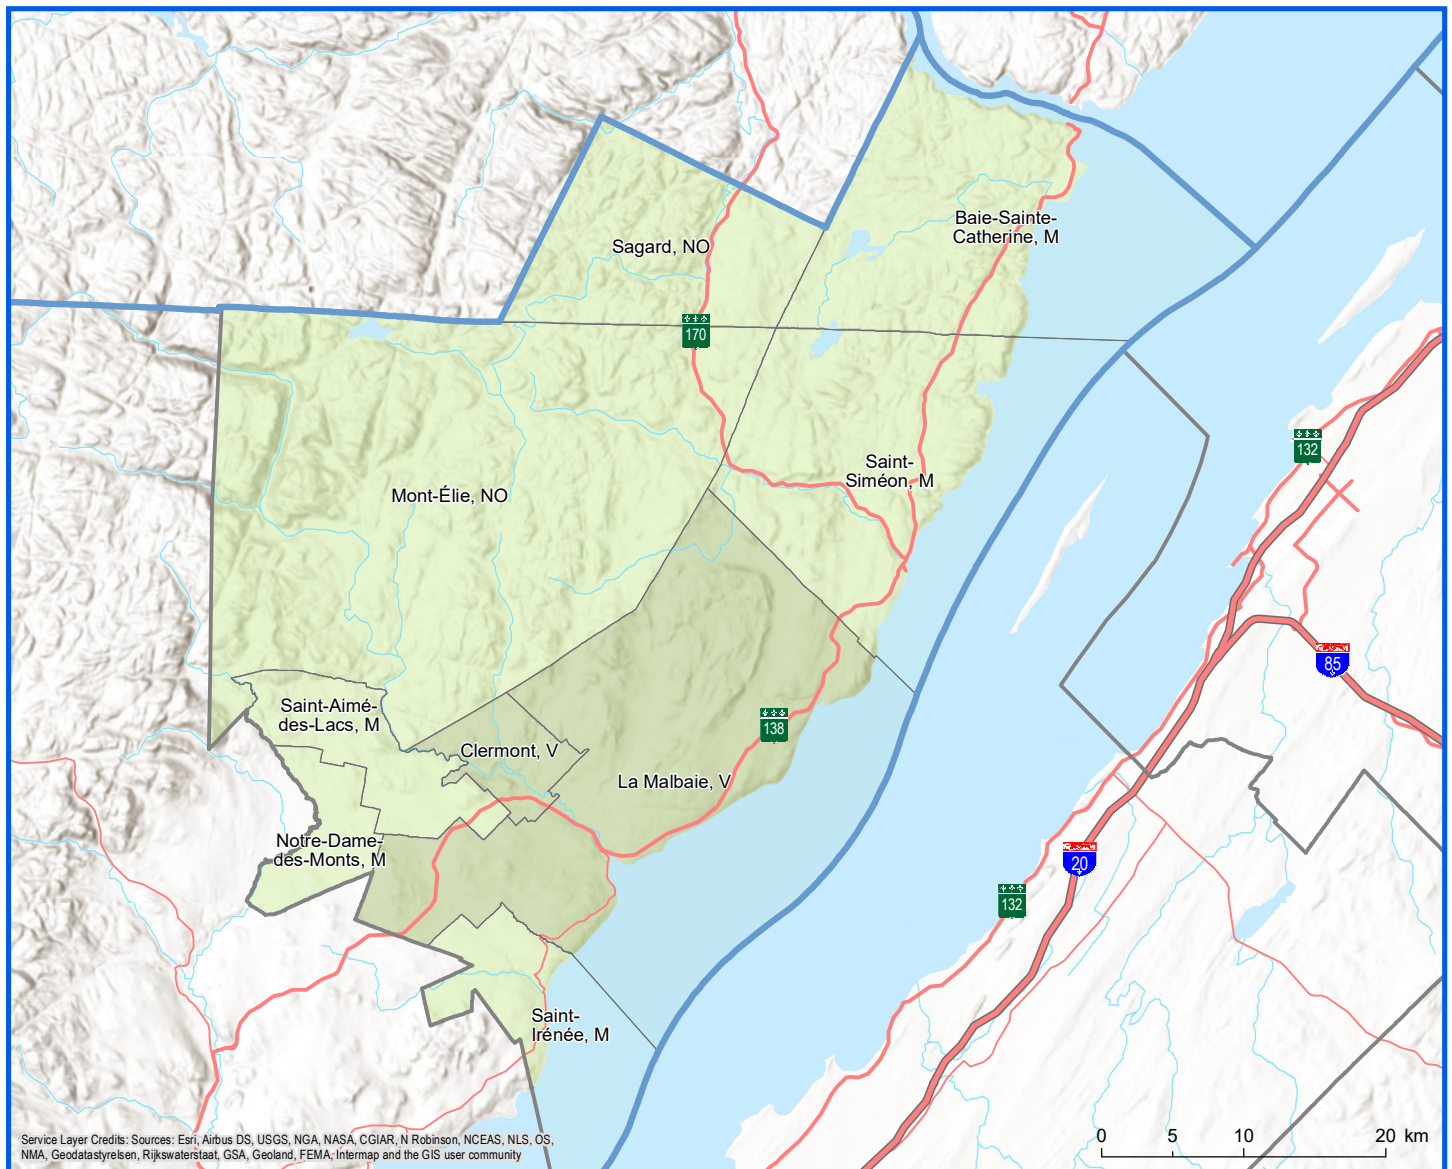 Baie-Sainte-
Catherine, M
Sagard, NO
170
132
Saint-
Siméon, M
Mont-Élie, NO
85
Saint-Aimé-
des-Lacs, M
138
Clermont, V
La Malbaie, V
Notre-Dame-
des-Monts, M
20
132
Saint-
Irénée, M
0 5 10 20 km
Service Layer Credits: Sources: Esri, Airbus DS, USGS, NGA, NASA, CGIAR, N Robinson, NCEAS, NLS, OS,
NMA, Geodatastyrelsen, Rijkswaterstaat, GSA, Geoland, FEMA, Intermap and the GIS user community